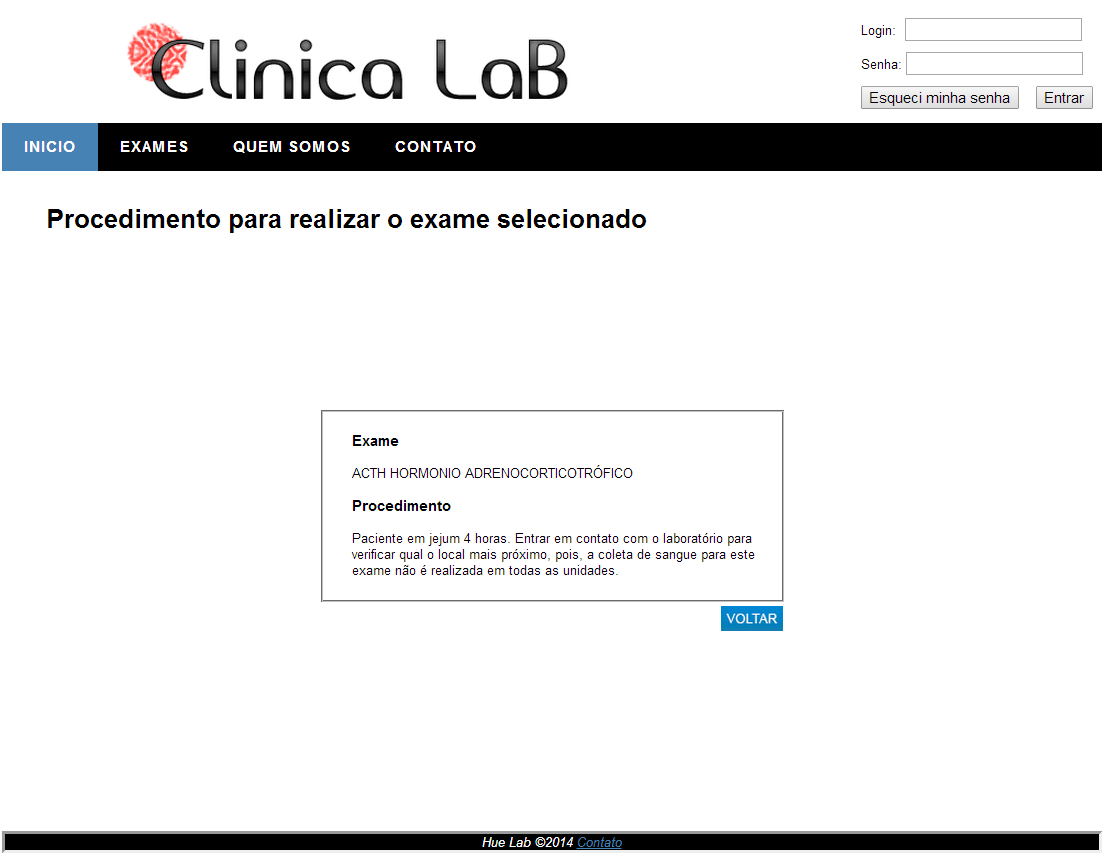 Clinica LaB
Login:
Senha:
Esqueci minha senha Entrar
INICIO EXAMES QUEM SOMOS CONTATO
Procedimento para realizar o exame selecionado
Exame
ACTH HORMONIO ADRENOCORTICOTRÓFICO
Procedimento
Paciente em jejum 4 horas. Entrar em contato com o laboratório para
verificar qual o local mais próximo, pois, a coleta de sangue para este
exame não é realizada em todas as unidades.
VOLTAR
Hue Lab ©2014 Contato